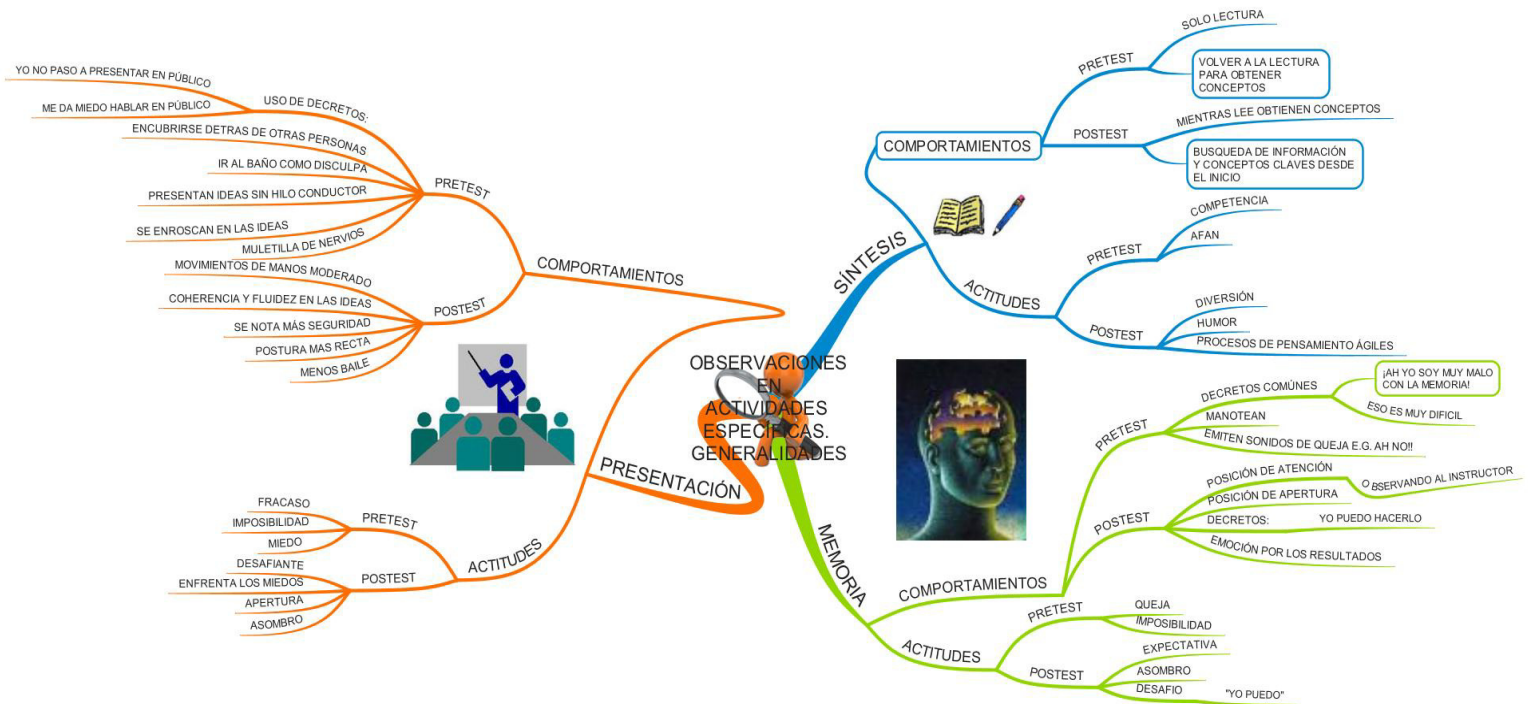 OBSERVACIONES
EN
ACTIVIDADES
ESPECÍFICAS.
GENERALIDADES
SÍNTESIS
COMPORTAMIENTOS
PRETEST
SOLO LECTURA
VOLVER A LA LECTURA
PARA OBTENER
CONCEPTOS
POSTEST
MIENTRAS LEE OBTIENEN CONCEPTOS
BUSQUEDA DE INFORMACIÓN
Y CONCEPTOS CLAVES DESDE
EL INICIO
ACTITUDES
PRETEST
COMPETENCIA
AFAN
POSTEST
DIVERSIÓN
HUMOR
PROCESOS DE PENSAMIENTO ÁGILES
MEMORIA
COMPORTAMIENTOS
PRETEST
DECRETOS COMÚNES
¡AH YO SOY MUY MALO
CON LA MEMORIA!
ESO ES MUY DIFICIL
MANOTEAN
EMITEN SONIDOS DE QUEJA E.G. AH NO!!
POSTEST
POSICIÓN DE ATENCIÓN
O BSERVANDO AL INSTRUCTOR
POSICIÓN DE APERTURA
DECRETOS:
YO PUEDO HACERLO
EMOCIÓN POR LOS RESULTADOS
ACTITUDES
PRETEST
QUEJA
IMPOSIBILIDAD
POSTEST
EXPECTATIVA
ASOMBRO
DESAFIO
"YO PUEDO"
PRESENTACIÓN
COMPORTAMIENTOS
PRETEST
USO DE DECRETOS:
YO NO PASO A PRESENTAR EN PÚBLICO
ME DA MIEDO HABLAR EN PÚBLICO
ENCUBRIRSE DETRAS DE OTRAS PERSONAS
IR AL BAÑO COMO DISCULPA
PRESENTAN IDEAS SIN HILO CONDUCTOR
SE ENROSCAN EN LAS IDEAS
MULETILLA DE NERVIOS
POSTEST
MOVIMIENTOS DE MANOS MODERADO
COHERENCIA Y FLUIDEZ EN LAS IDEAS
SE NOTA MÁS SEGURIDAD
POSTURA MAS RECTA
MENOS BAILE
ACTITUDES
PRETEST
FRACASO
IMPOSIBILIDAD
MIEDO
POSTEST
DESAFIANTE
ENFRENTA LOS MIEDOS
APERTURA
ASOMBRO